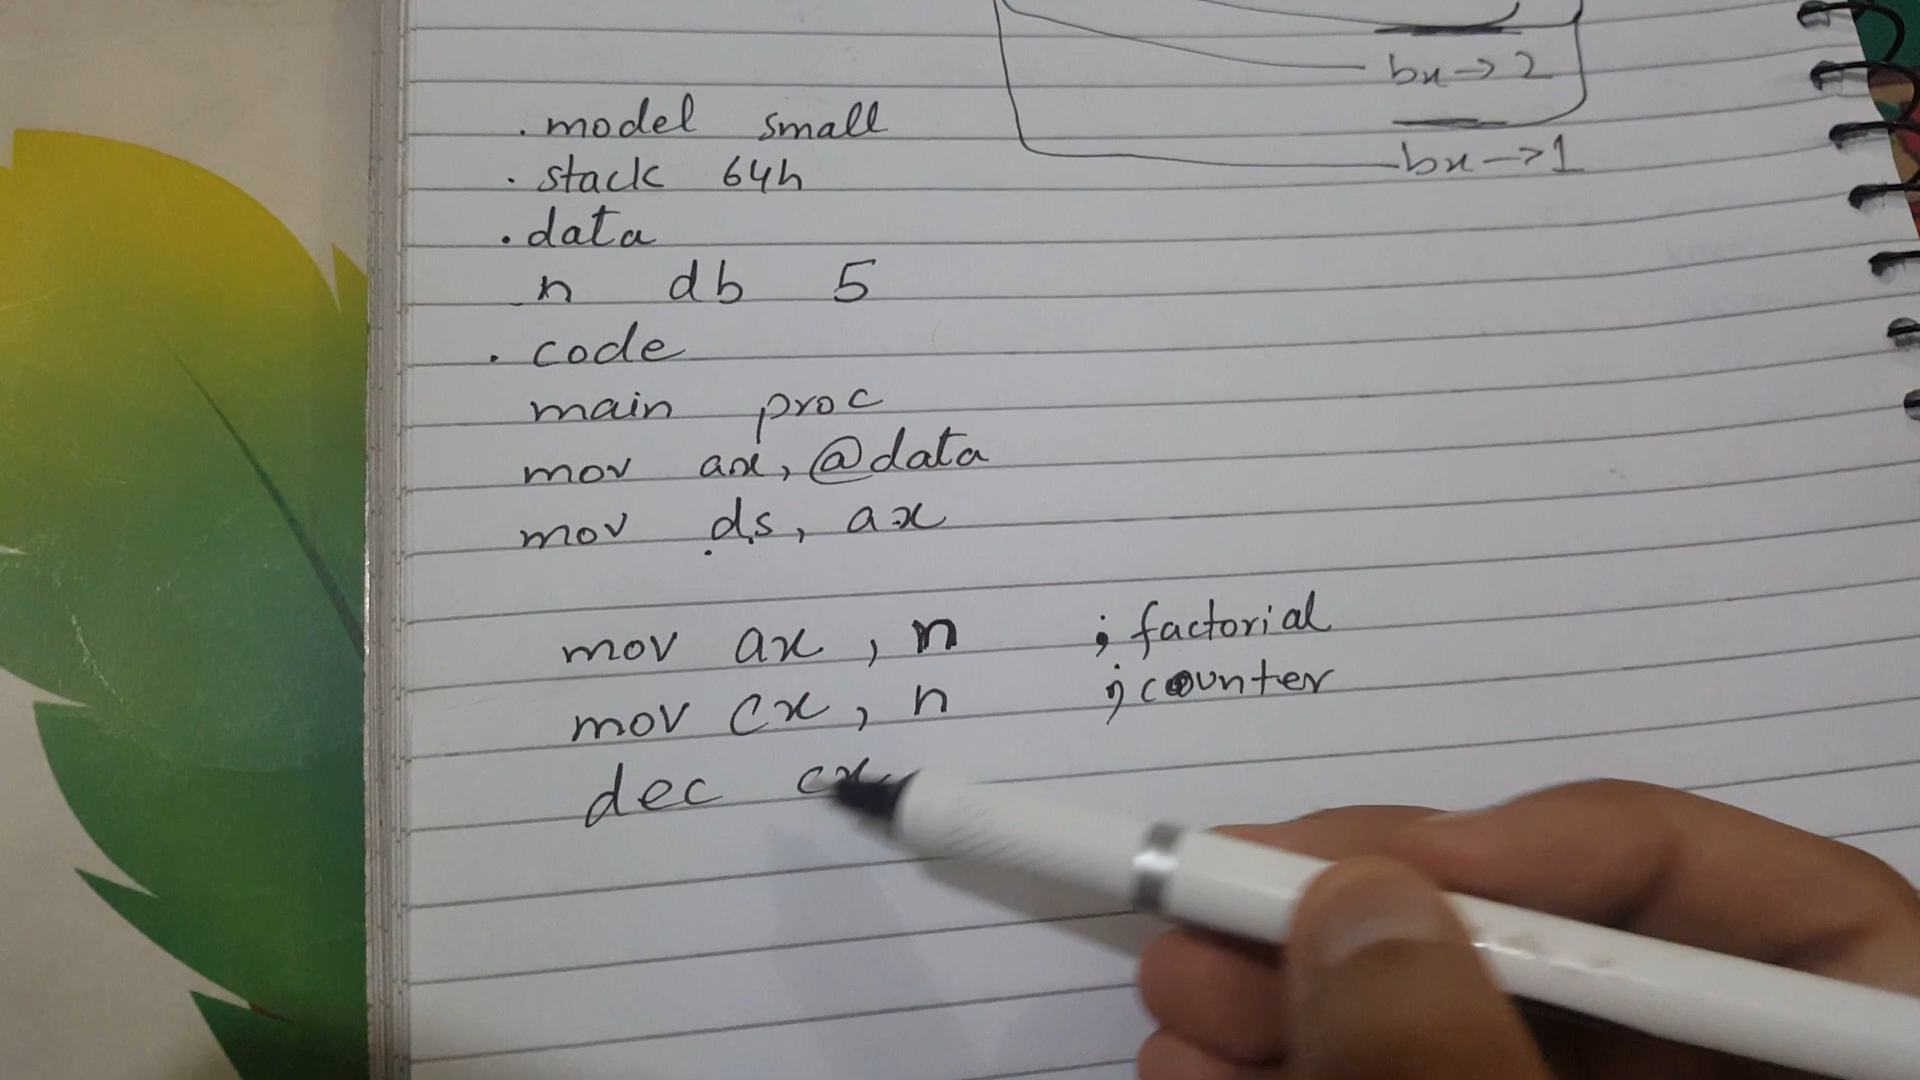 bx → 2
bx → 1
.model small
.stack 64h
.data
n db 5
.code
main proc
mov ax, @data
mov ds, ax
mov ax, n ; factorial
mov cx, n ; counter
dec cx